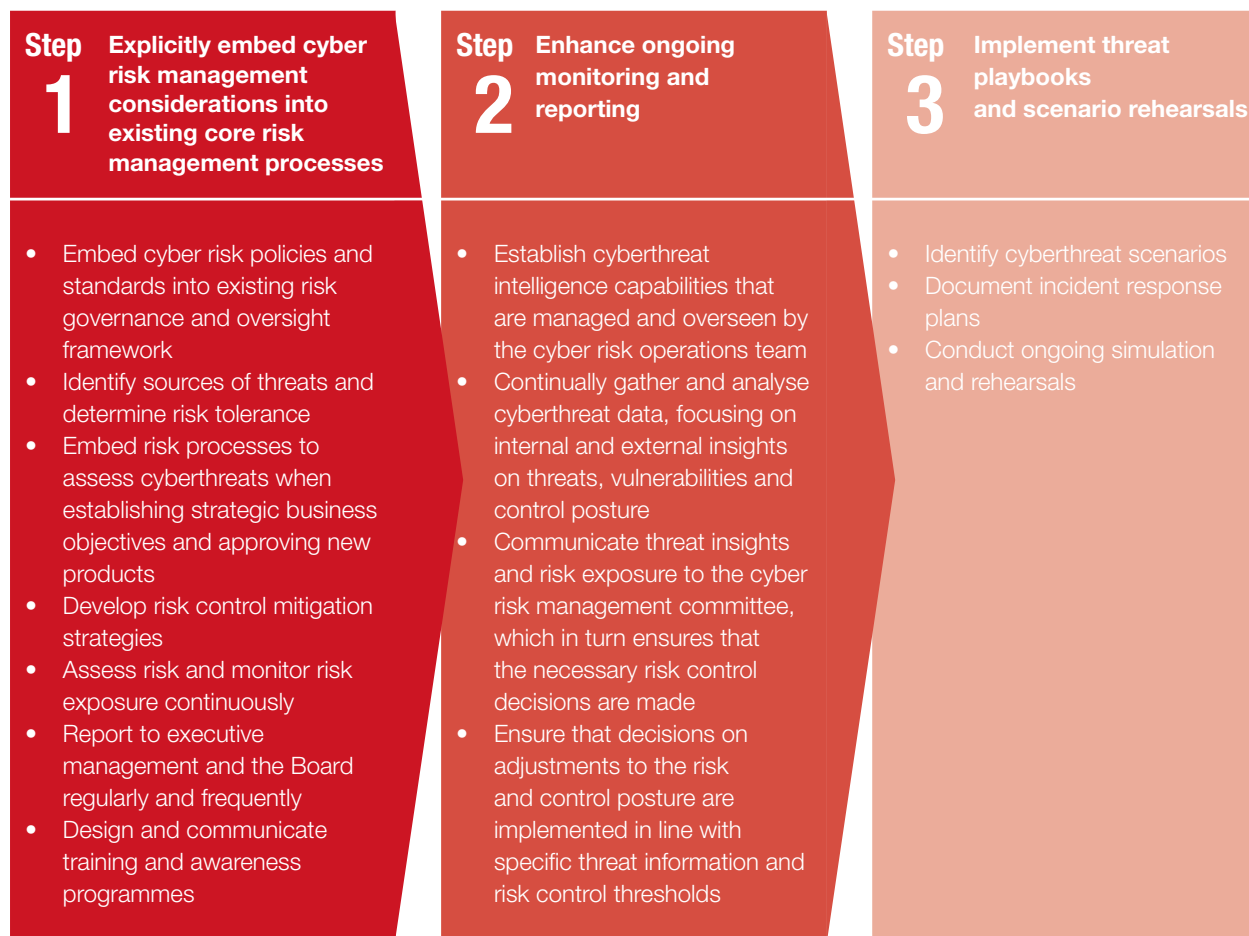 Step
1
Explicitly embed cyber
risk management
considerations into
existing core risk
management processes
• Embed cyber risk policies and
standards into existing risk
governance and oversight
framework
• Identify sources of threats and
determine risk tolerance
• Embed risk processes to
assess cyberthreats when
establishing strategic business
objectives and approving new
products
• Develop risk control mitigation
strategies
• Assess risk and monitor risk
exposure continuously
• Report to executive
management and the Board
regularly and frequently
• Design and communicate
training and awareness
programmes
Step
2
Enhance ongoing
monitoring and
reporting
• Establish cyberthreat
intelligence capabilities that
are managed and overseen by
the cyber risk operations team
• Continually gather and analyse
cyberthreat data, focusing on
internal and external insights
on threats, vulnerabilities and
control posture
• Communicate threat insights
and risk exposure to the cyber
risk management committee,
which in turn ensures that
the necessary risk control
decisions are made
• Ensure that decisions on
adjustments to the risk
and control posture are
implemented in line with
specific threat information and
risk control thresholds
Step
3
Implement threat
playbooks
and scenario rehearsals
• Identify cyberthreat scenarios
• Document incident response
plans
• Conduct ongoing simulation
and rehearsals